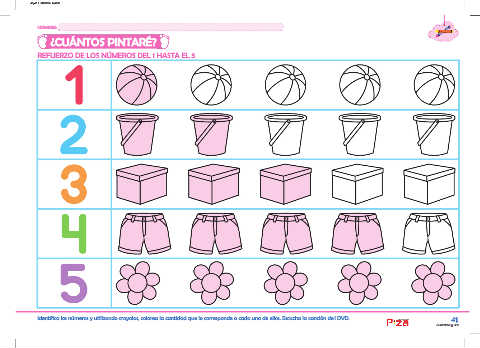 ¿CUÁNTOS PINTARÉ?
REFUERZO DE LOS NÚMEROS DEL 1 HASTA EL 5
1
2
3
4
5
Identifica los números y utilizando crayolas, colorea la cantidad que le corresponde a cada uno de ellos. Escucha la canción del DVD.
41